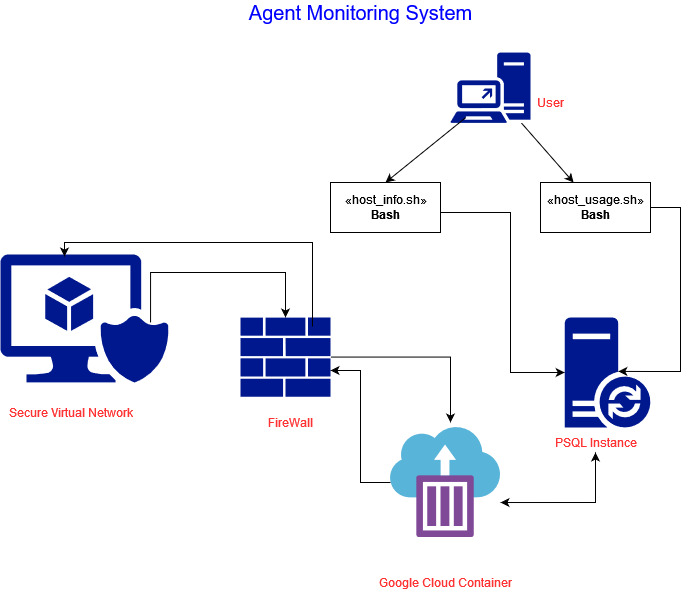 Agent Monitoring System
User
«host_info.sh»
Bash
«host_usage.sh»
Bash
Secure Virtual Network
FireWall
PSQL Instance
Google Cloud Container